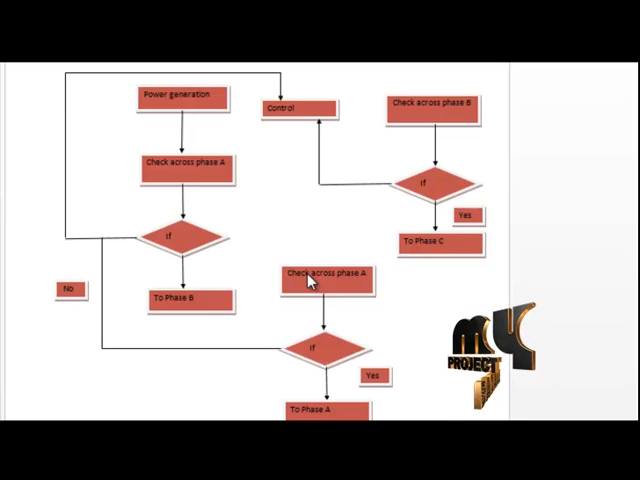 Power generation
Control
Check across phase B
Check across phase A
If
Yes
If
To Phase C
Check across phase A
No
To Phase B
If
Yes
To Phase A
my
PROJECT